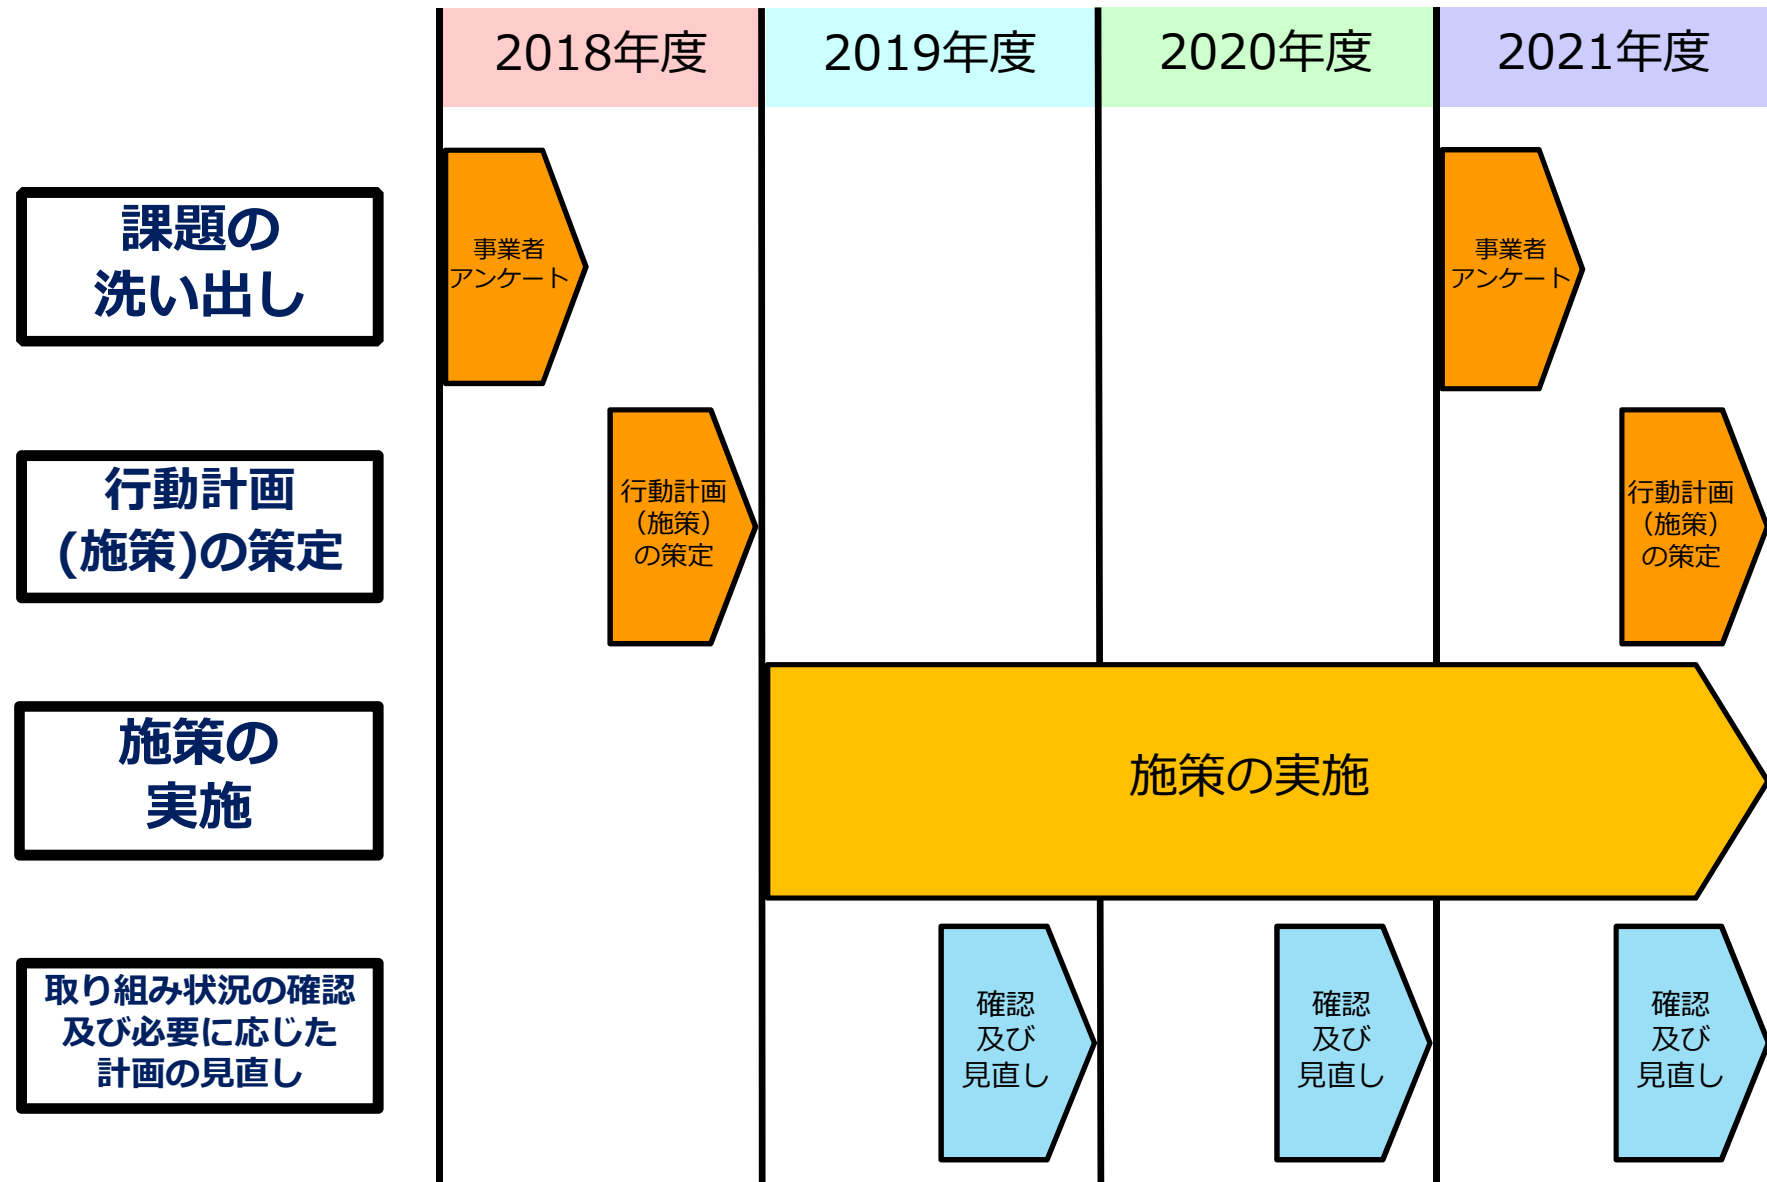 2018年度
2019年度
2020年度
2021年度
課題の
洗い出し
事業者
アンケート
事業者
アンケート
行動計画
(施策)の策定
行動計画
（施策）
の策定
行動計画
（施策）
の策定
施策の
実施
施策の実施
取り組み状況の確認
及び必要に応じた
計画の見直し
確認
及び
見直し
確認
及び
見直し
確認
及び
見直し